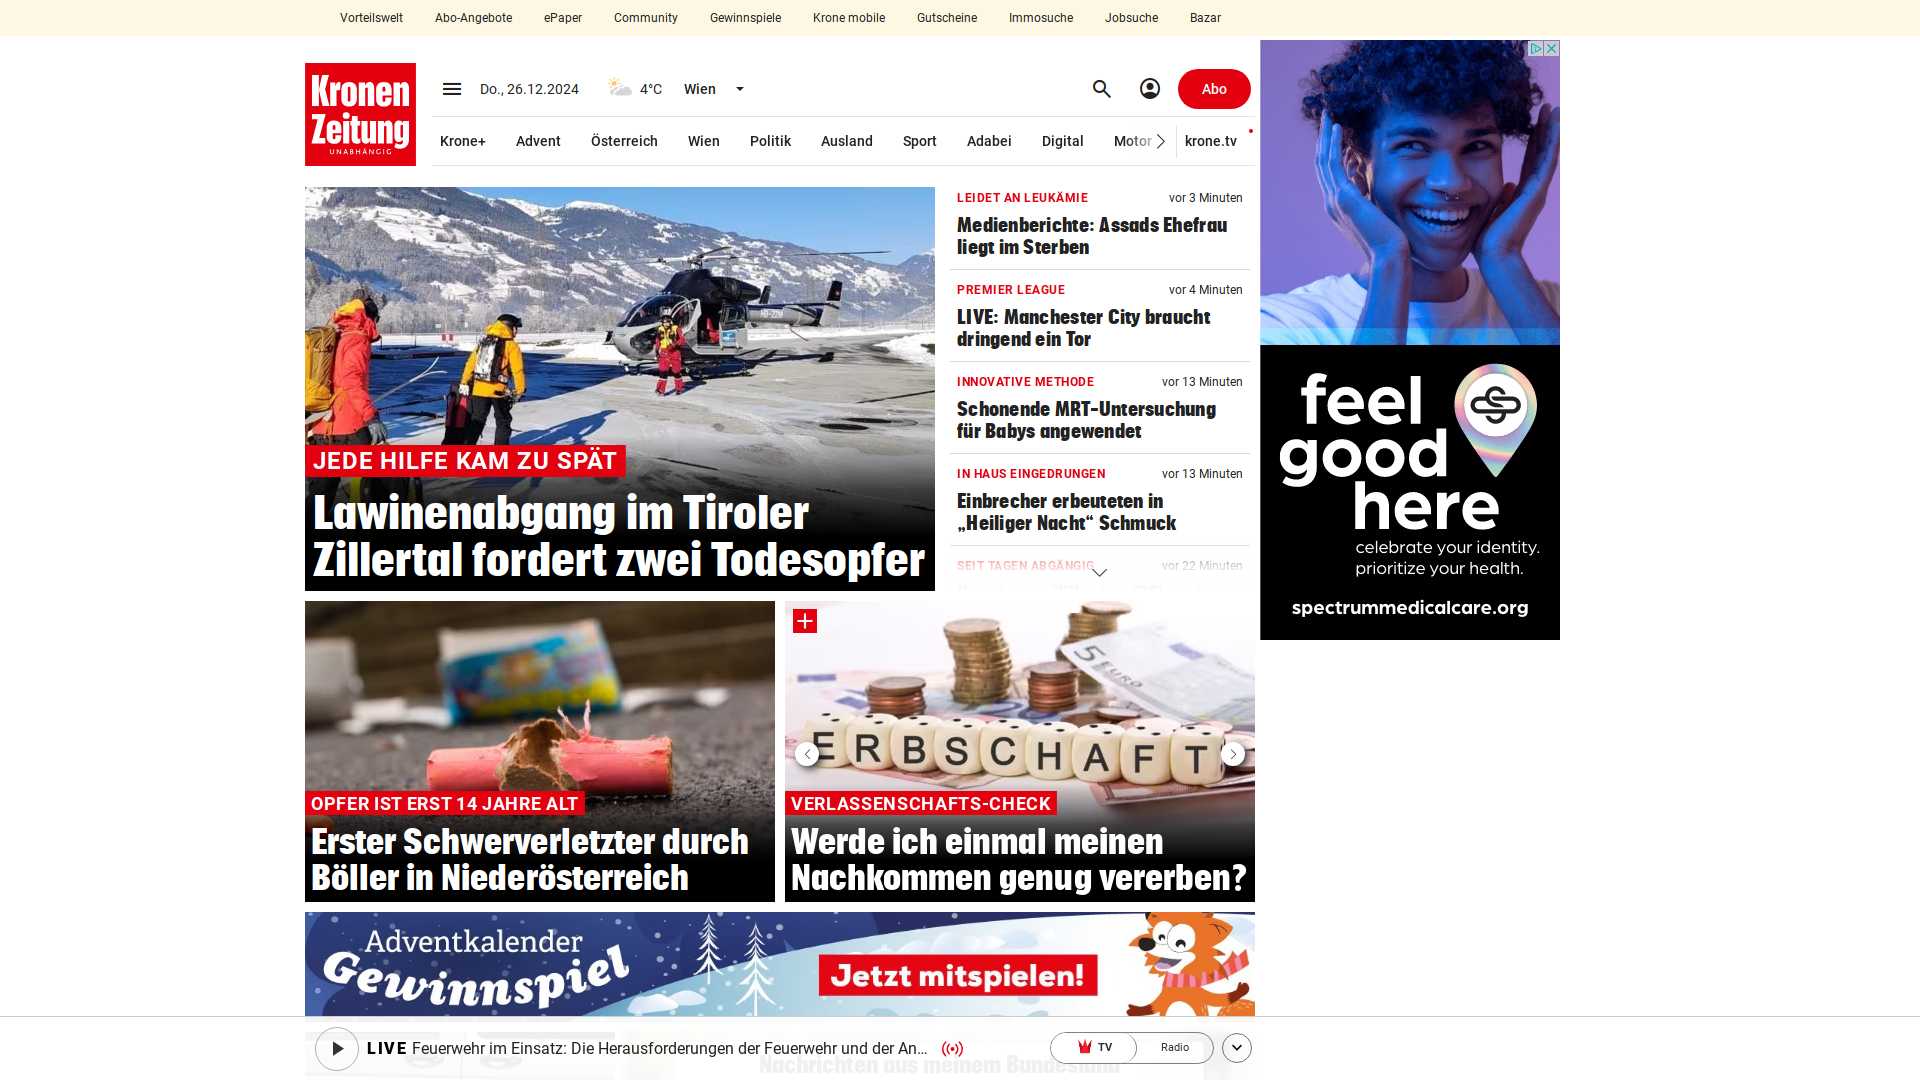 Vorteilswelt
Abo-Angebote
ePaper
Community
Gewinnspiele
Krone mobile
Gutscheine
Immosuche
Jobsuche
Bazar
Kronen
Zeitung
UNABHÄNGIG
Do., 26.12.2024
4°C
Wien
Abo
Krone+
Advent
Österreich
Wien
Politik
Ausland
Sport
Adabei
Digital
Motor
krone.tv
JEDE HILFE KAM ZU SPÄT
Lawinenabgang im Tiroler
Zillertal fordert zwei Todesopfer
LEIDET AN LEUKÄMIE
vor 3 Minuten
Medienberichte: Assads Ehefrau
liegt im Sterben
PREMIER LEAGUE
vor 4 Minuten
LIVE: Manchester City braucht
dringend ein Tor
INNOVATIVE METHODE
vor 13 Minuten
Schonende MRT-Untersuchung
für Babys angewendet
IN HAUS EINGEDRUNGEN
vor 13 Minuten
Einbrecher erbeuteten in
„Heiliger Nacht“ Schmuck
SEIT TAGEN ABGÄNGIG
vor 22 Minuten
feel
good
here
celebrate your identity.
prioritize your health.
spectrummedicalcare.org
OPFER IST ERST 14 JAHRE ALT
Erster Schwerverletzter durch
Böller in Niederösterreich
5 EURO
ERBSCHAFT
VERLASSENSCHAFTS-CHECK
Werde ich einmal meinen
Nachkommen genug vererben?
Adventkalender
Gewinnspiel
Jetzt mitspielen!
LIVE Feuerwehr im Einsatz: Die Herausforderungen der Feuerwehr und der An...
TV
Radio
Nachrichten aus meinem Bundesland